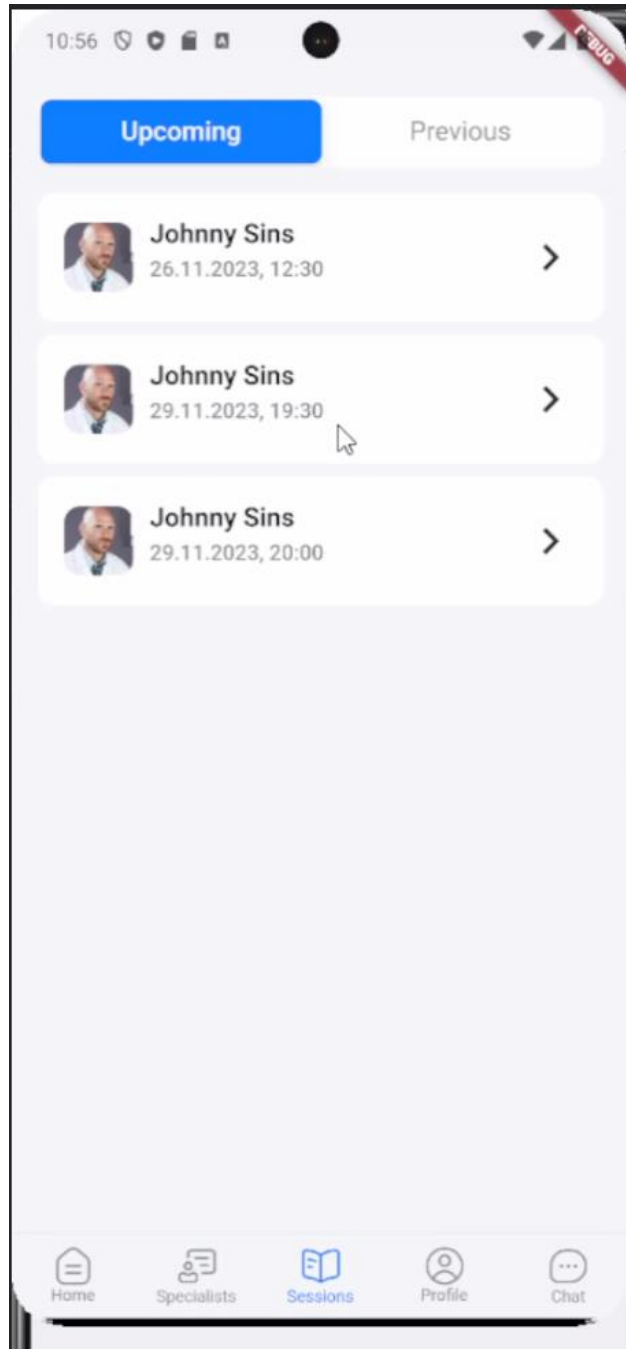 10:56
DEBUG
Upcoming
Previous
Johnny Sins
26.11.2023, 12:30
Johnny Sins
29.11.2023, 19:30
Johnny Sins
29.11.2023, 20:00
Home
Specialists
Sessions
Profile
Chat